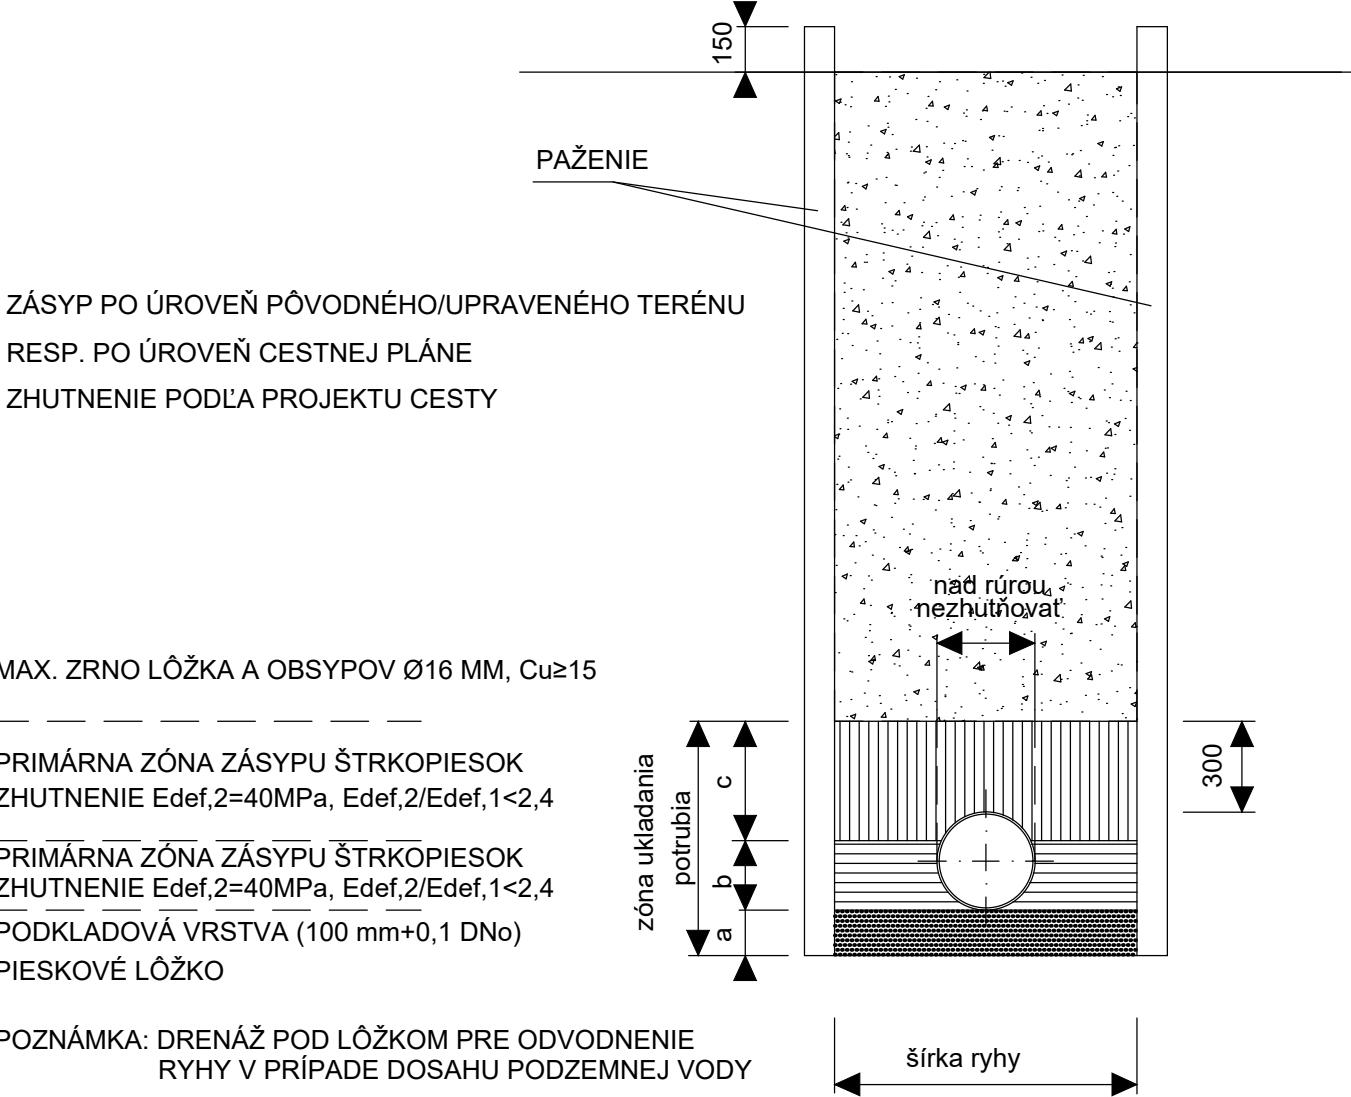 150
PAŽENIE
ZÁSYP PO ÚROVEŇ PÔVODNÉHO/UPRAVENÉHO TERÉNU
RESP. PO ÚROVEŇ CESTNEJ PLÁNE
ZHUTNENIE PODĽA PROJEKTU CESTY
nad rúrou
nezhutňovať
MAX. ZRNO LÔŽKA A OBSYPOV Ø16 MM, Cu≥15
PRIMÁRNA ZÓNA ZÁSYPU ŠTRKOPIESOK
ZHUTNENIE Edef,2=40MPa, Edef,2/Edef,1<2,4
PRIMÁRNA ZÓNA ZÁSYPU ŠTRKOPIESOK
ZHUTNENIE Edef,2=40MPa, Edef,2/Edef,1<2,4
PODKLADOVÁ VRSTVA (100 mm+0,1 DNo)
PIESKOVÉ LÔŽKO
zóna ukladania
potrubia
c
b
a
300
POZNÁMKA: DRENÁŽ POD LÔŽKOM PRE ODVODNENIE
RYHY V PRÍPADE DOSAHU PODZEMNEJ VODY
šírka ryhy